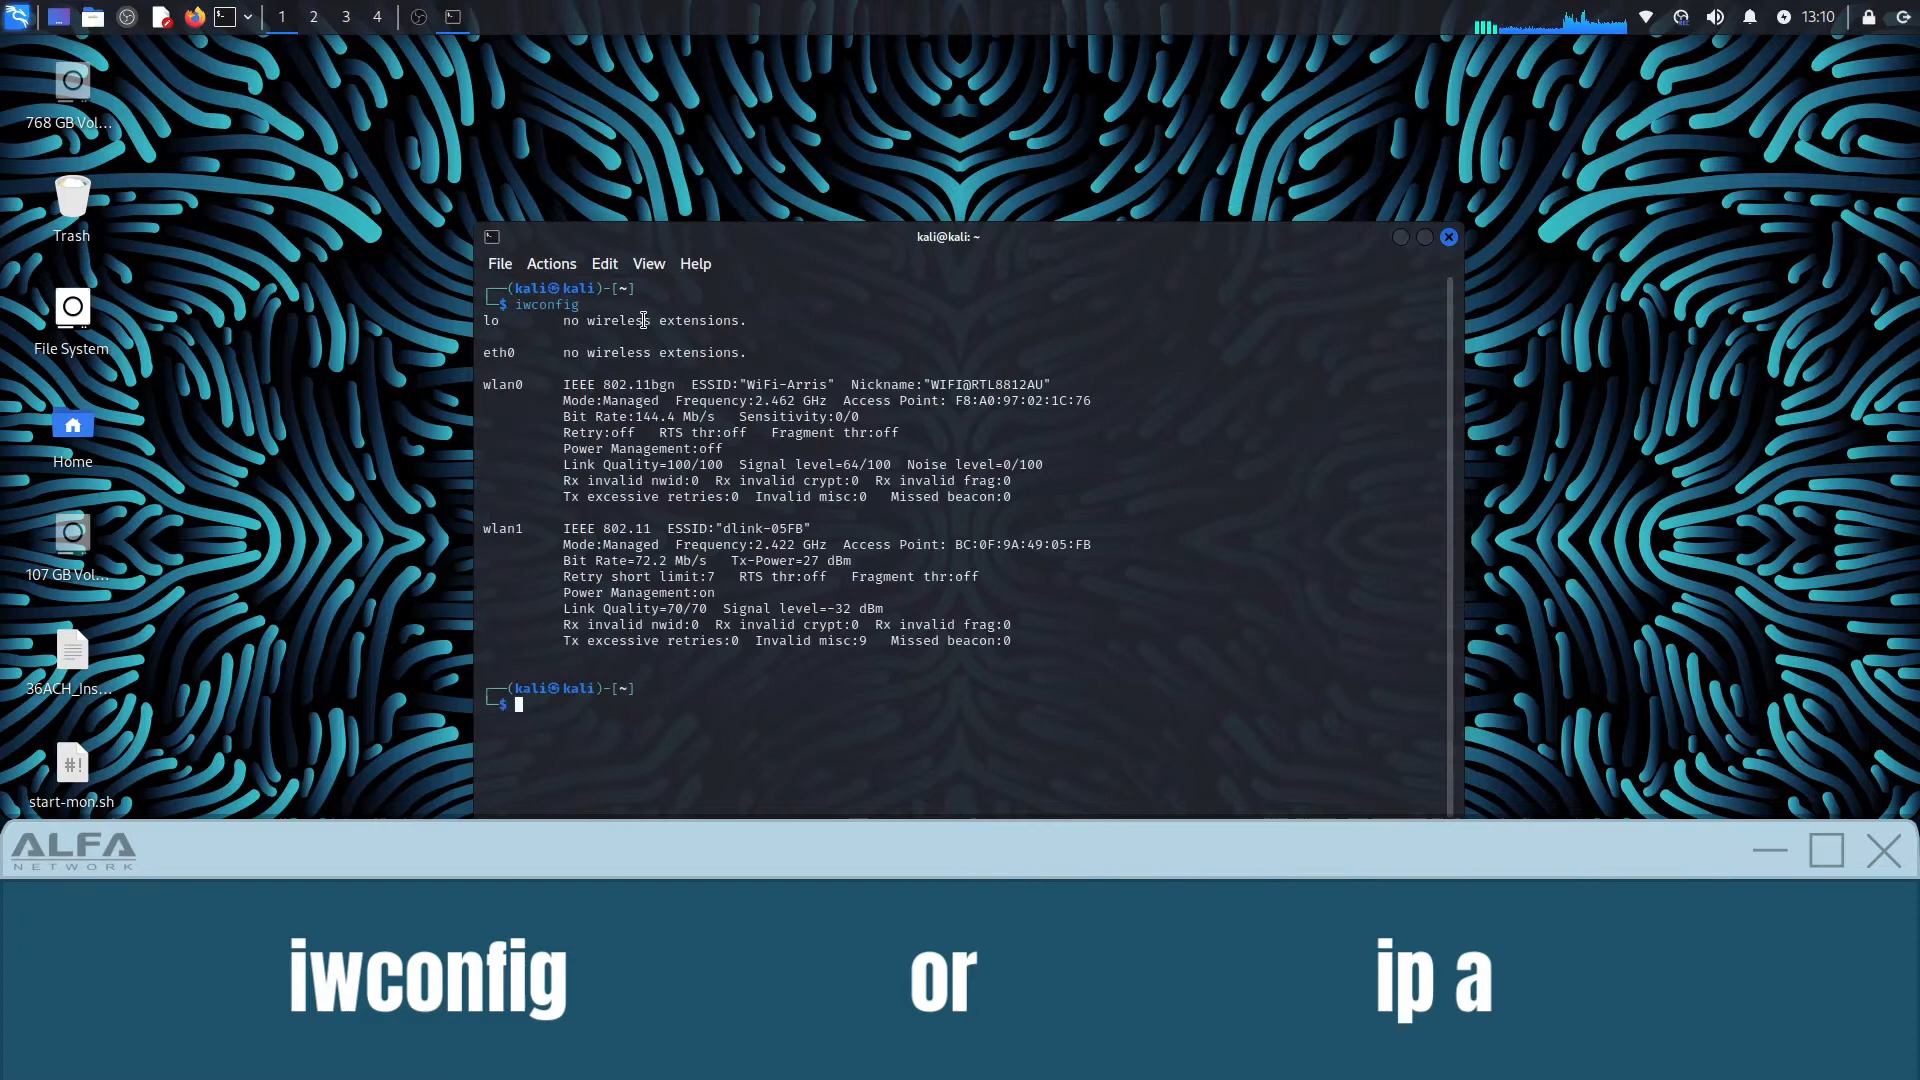 1 2 3 4
13:10
768 GB Vol...
Trash
File System
Home
107 GB Vol...
36ACH_Ins...
#!
start-mon.sh
kali@kali: ~
File Actions Edit View Help
┌──(kali㉿kali)-[~]
└─$ iwconfig
lo        no wireless extensions.
eth0      no wireless extensions.
wlan0     IEEE 802.11bgn  ESSID:"WiFi-Arris"  Nickname:"WIFI@RTL8812AU"
Mode:Managed  Frequency:2.462 GHz  Access Point: F8:A0:97:02:1C:76
Bit Rate:144.4 Mb/s   Sensitivity:0/0
Retry:off   RTS thr:off   Fragment thr:off
Power Management:off
Link Quality=100/100  Signal level=64/100  Noise level=0/100
Rx invalid nwid:0  Rx invalid crypt:0  Rx invalid frag:0
Tx excessive retries:0  Invalid misc:0   Missed beacon:0
wlan1     IEEE 802.11  ESSID:"dlink-05FB"
Mode:Managed  Frequency:2.422 GHz  Access Point: BC:0F:9A:49:05:FB
Bit Rate=72.2 Mb/s   Tx-Power=27 dBm
Retry short limit:7   RTS thr:off   Fragment thr:off
Power Management:on
Link Quality=70/70  Signal level=-32 dBm
Rx invalid nwid:0  Rx invalid crypt:0  Rx invalid frag:0
Tx excessive retries:0  Invalid misc:9   Missed beacon:0
┌──(kali㉿kali)-[~]
└─$
ALFA
NETWORK
iwconfig or ip a